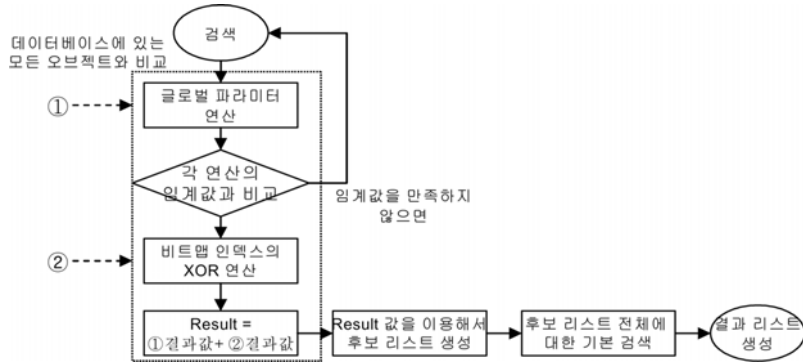 검색
데이터베이스에 있는
모든 오브젝트와 비교
①
글로벌 파라미터
연산
각 연산의
임계값과 비교
임계값을 만족하지
않으면
②
비트맵 인덱스의
XOR 연산
Result =
①결과값+ ②결과값
Result 값을 이용해서
후보 리스트 생성
후보 리스트 전체에
대한 기본 검색
결과 리스트
생성